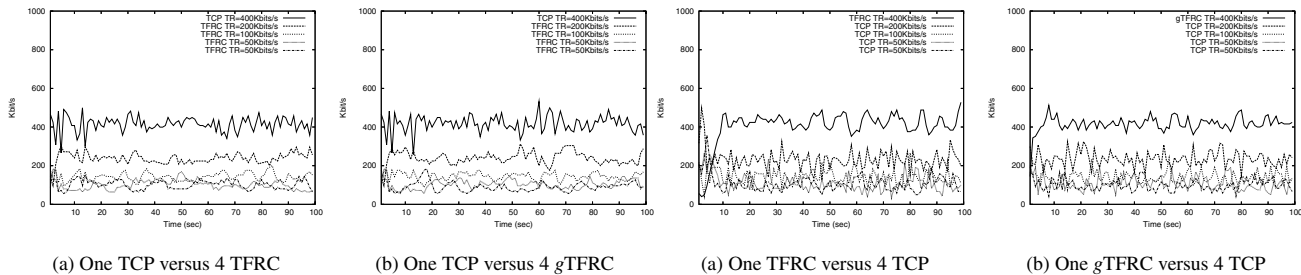 1000
800
600
400
200
0
Kbit/s
0 10 20 30 40 50 60 70 80 90 100
Time (sec)
TCP TR=400Kbits/s
TFRC TR=200Kbits/s
TFRC TR=100Kbits/s
TFRC TR=50Kbits/s
TFRC TR=50Kbits/s
(a) One TCP versus 4 TFRC
1000
800
600
400
200
0
Kbit/s
0 10 20 30 40 50 60 70 80 90 100
Time (sec)
TCP TR=400Kbits/s
TFRC TR=200Kbits/s
TFRC TR=100Kbits/s
TFRC TR=50Kbits/s
TFRC TR=50Kbits/s
(b) One TCP versus 4 gTFRC
1000
800
600
400
200
0
Kbit/s
0 10 20 30 40 50 60 70 80 90 100
Time (sec)
TFRC TR=400Kbits/s
TCP TR=200Kbits/s
TCP TR=100Kbits/s
TCP TR=50Kbits/s
TCP TR=50Kbits/s
(a) One TFRC versus 4 TCP
1000
800
600
400
200
0
Kbit/s
0 10 20 30 40 50 60 70 80 90 100
Time (sec)
gTFRC TR=400Kbits/s
TCP TR=200Kbits/s
TCP TR=100Kbits/s
TCP TR=50Kbits/s
TCP TR=50Kbits/s
(b) One gTFRC versus 4 TCP